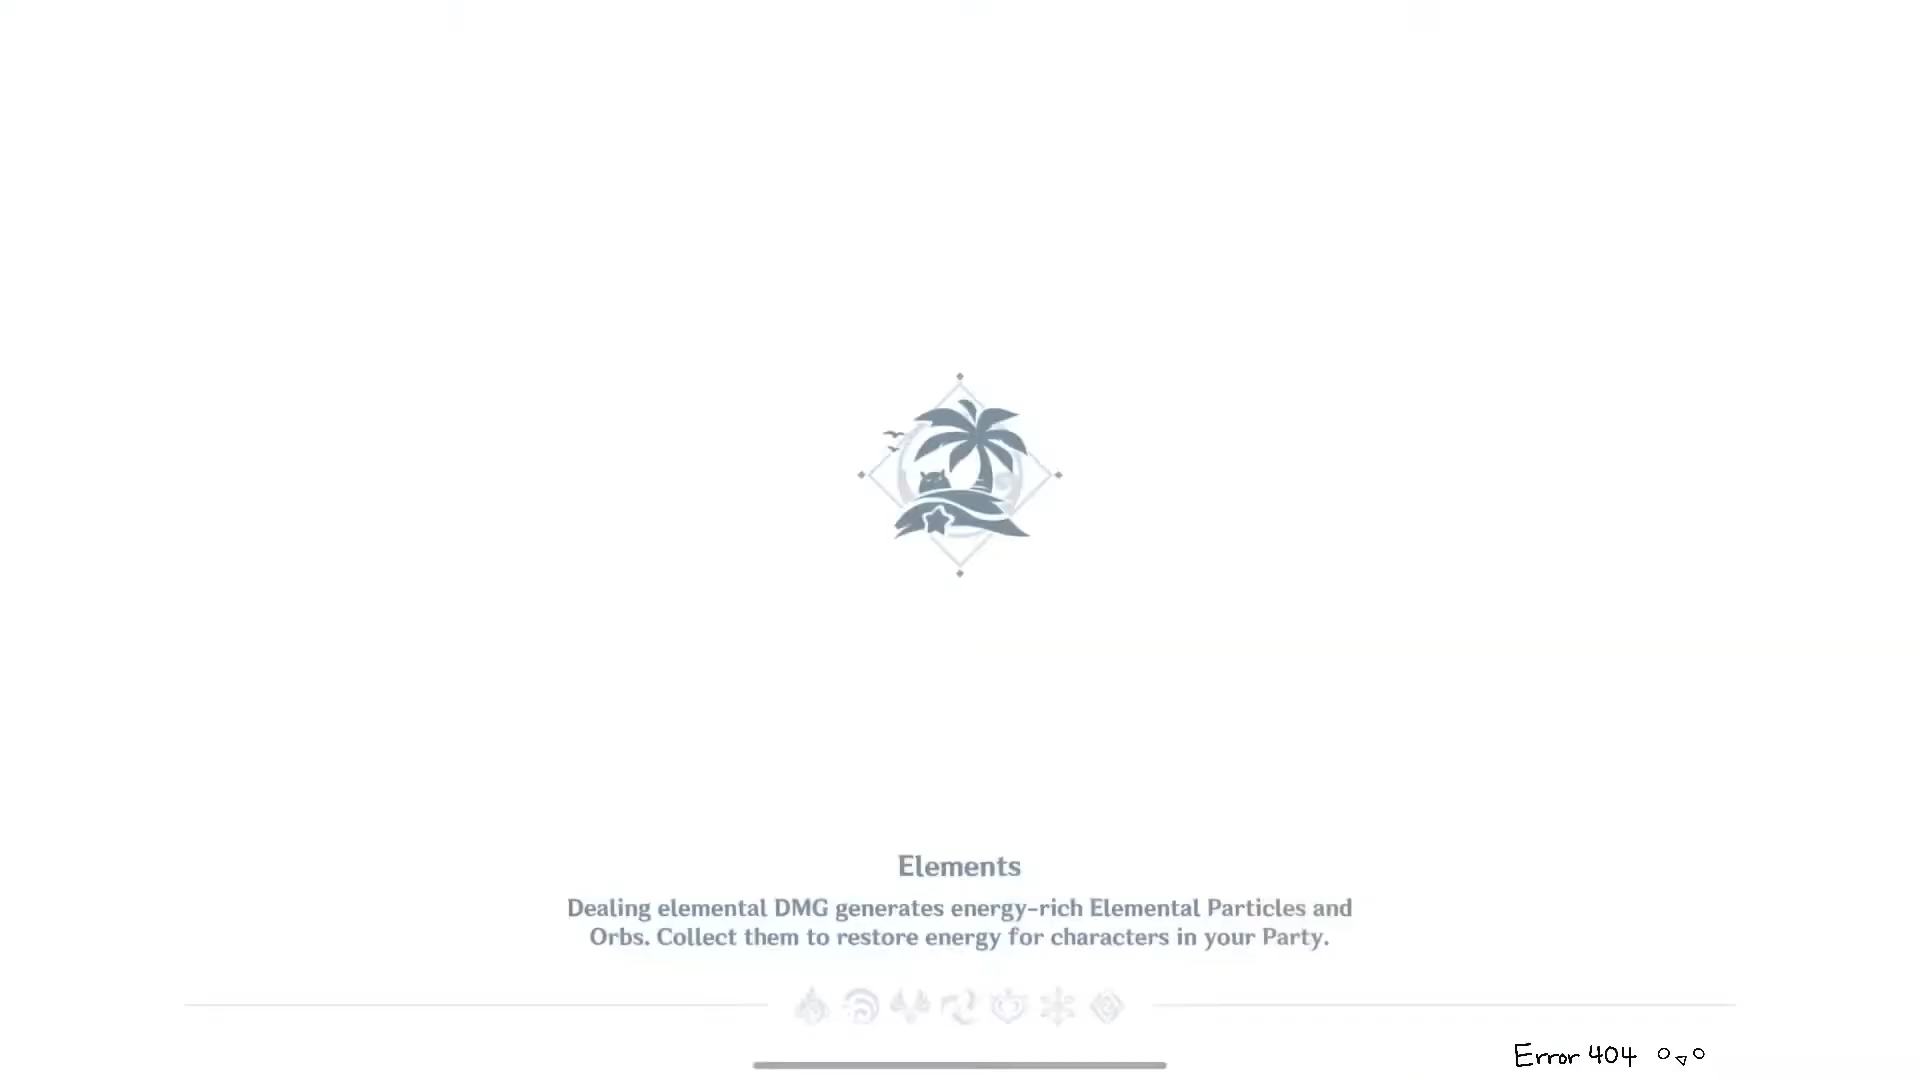 Elements
Dealing elemental DMG generates energy-rich Elemental Particles and
Orbs. Collect them to restore energy for characters in your Party.
Error 404